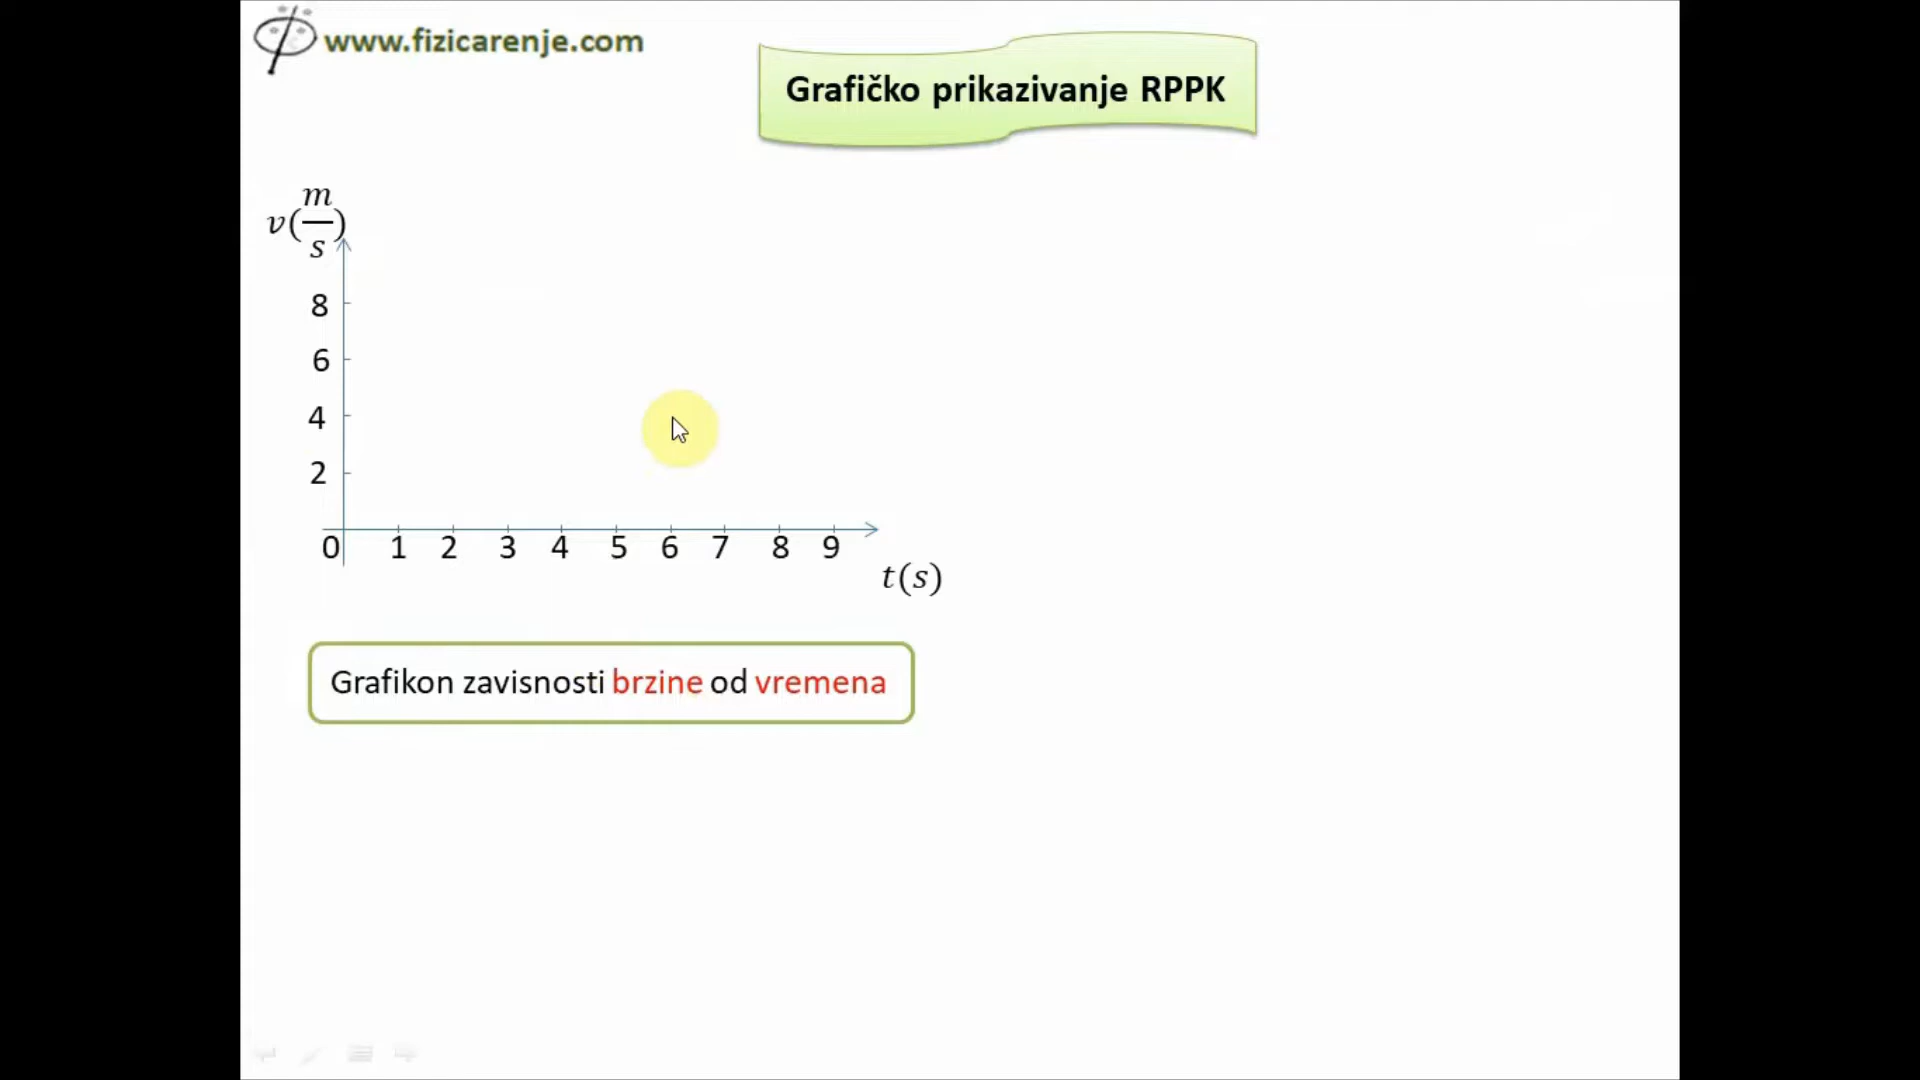 www.fizicarenje.com
Grafičko prikazivanje RPPK
v(m/s)
8
6
4
2
0 1 2 3 4 5 6 7 8 9
t(s)
Grafikon zavisnosti brzine od vremena